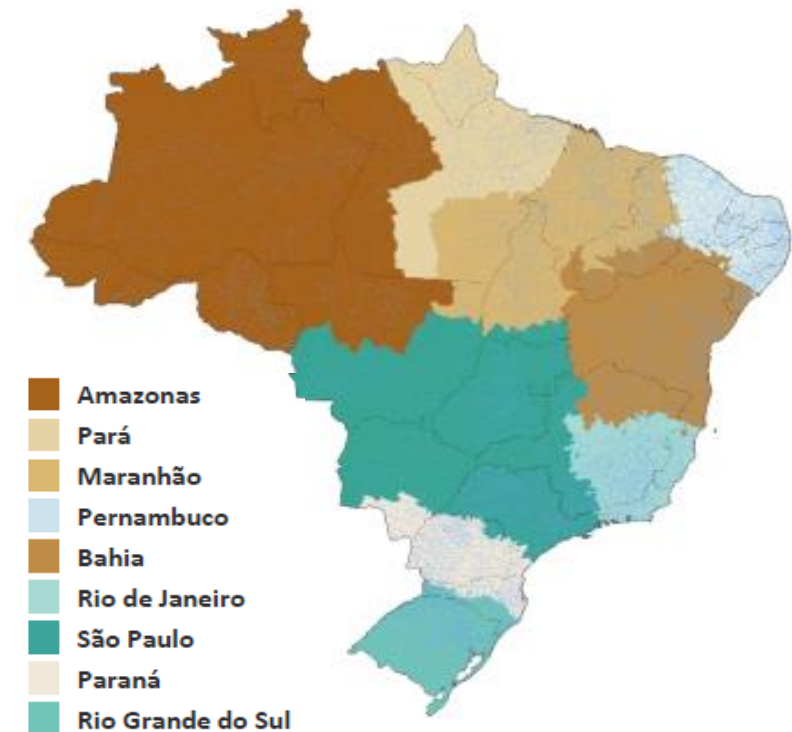 Amazonas
Pará
Maranhão
Pernambuco
Bahia
Rio de Janeiro
São Paulo
Paraná
Rio Grande do Sul